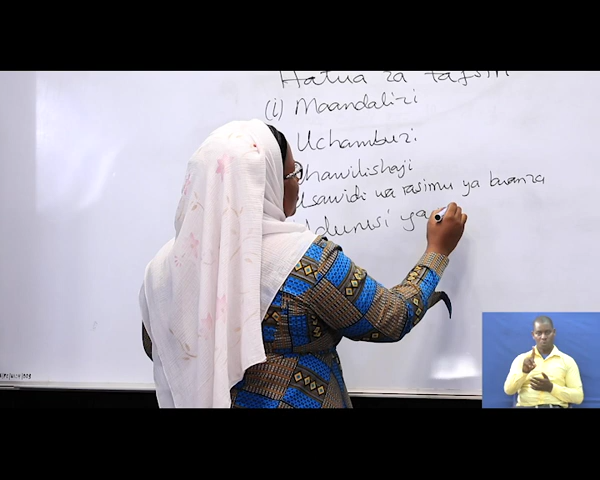 Hatua za tafsiri
(i) Maandalizi
Uchambuzi
hawilishaji
Usawidi wa rasimu ya kwanza
durusi ya